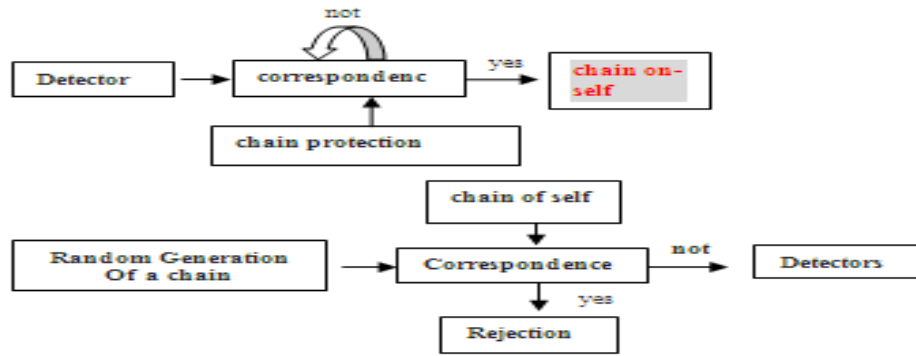 not
Detector
correspondenc
yes
chain on-
self
chain protection
chain of self
Random Generation
Of a chain
Correspondence
not
Detectors
yes
Rejection